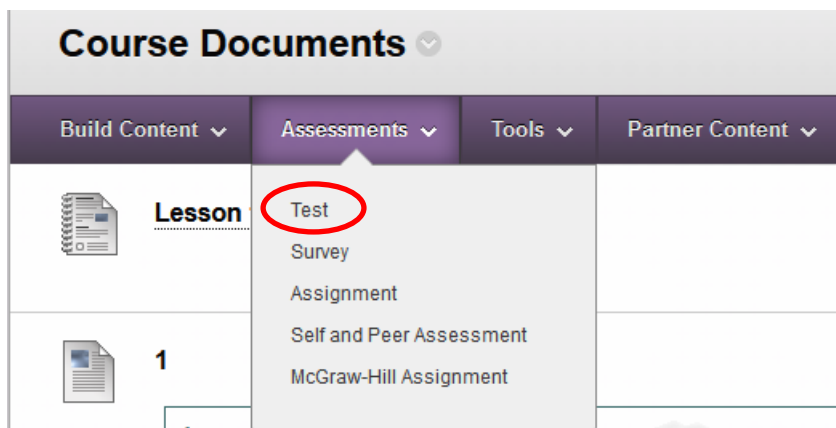 Course Documents
Build Content Assessments Tools Partner Content
Lesson
Test
Survey
Assignment
Self and Peer Assessment
1
McGraw-Hill Assignment